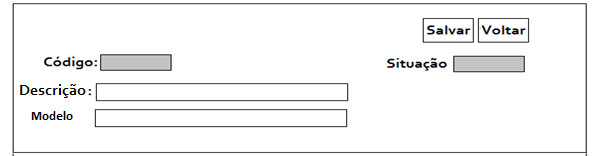 Salvar Voltar
Código: Situação
Descrição:
Modelo